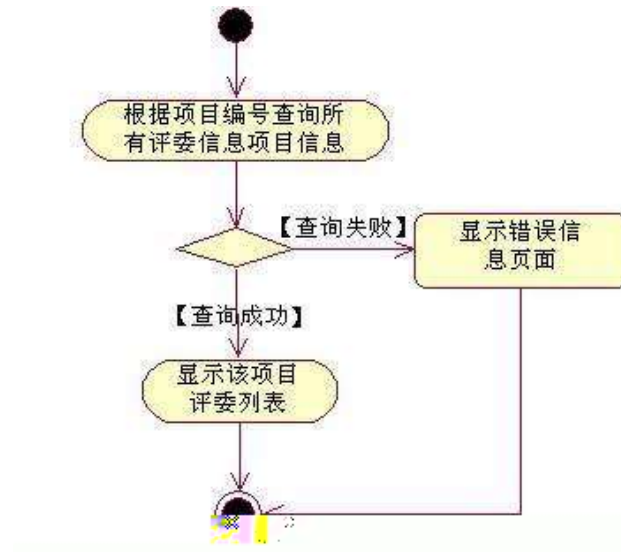 根据项目编号查询所
有评委信息项目信息
【查询失败】
显示错误信
息页面
【查询成功】
显示该项目
评委列表